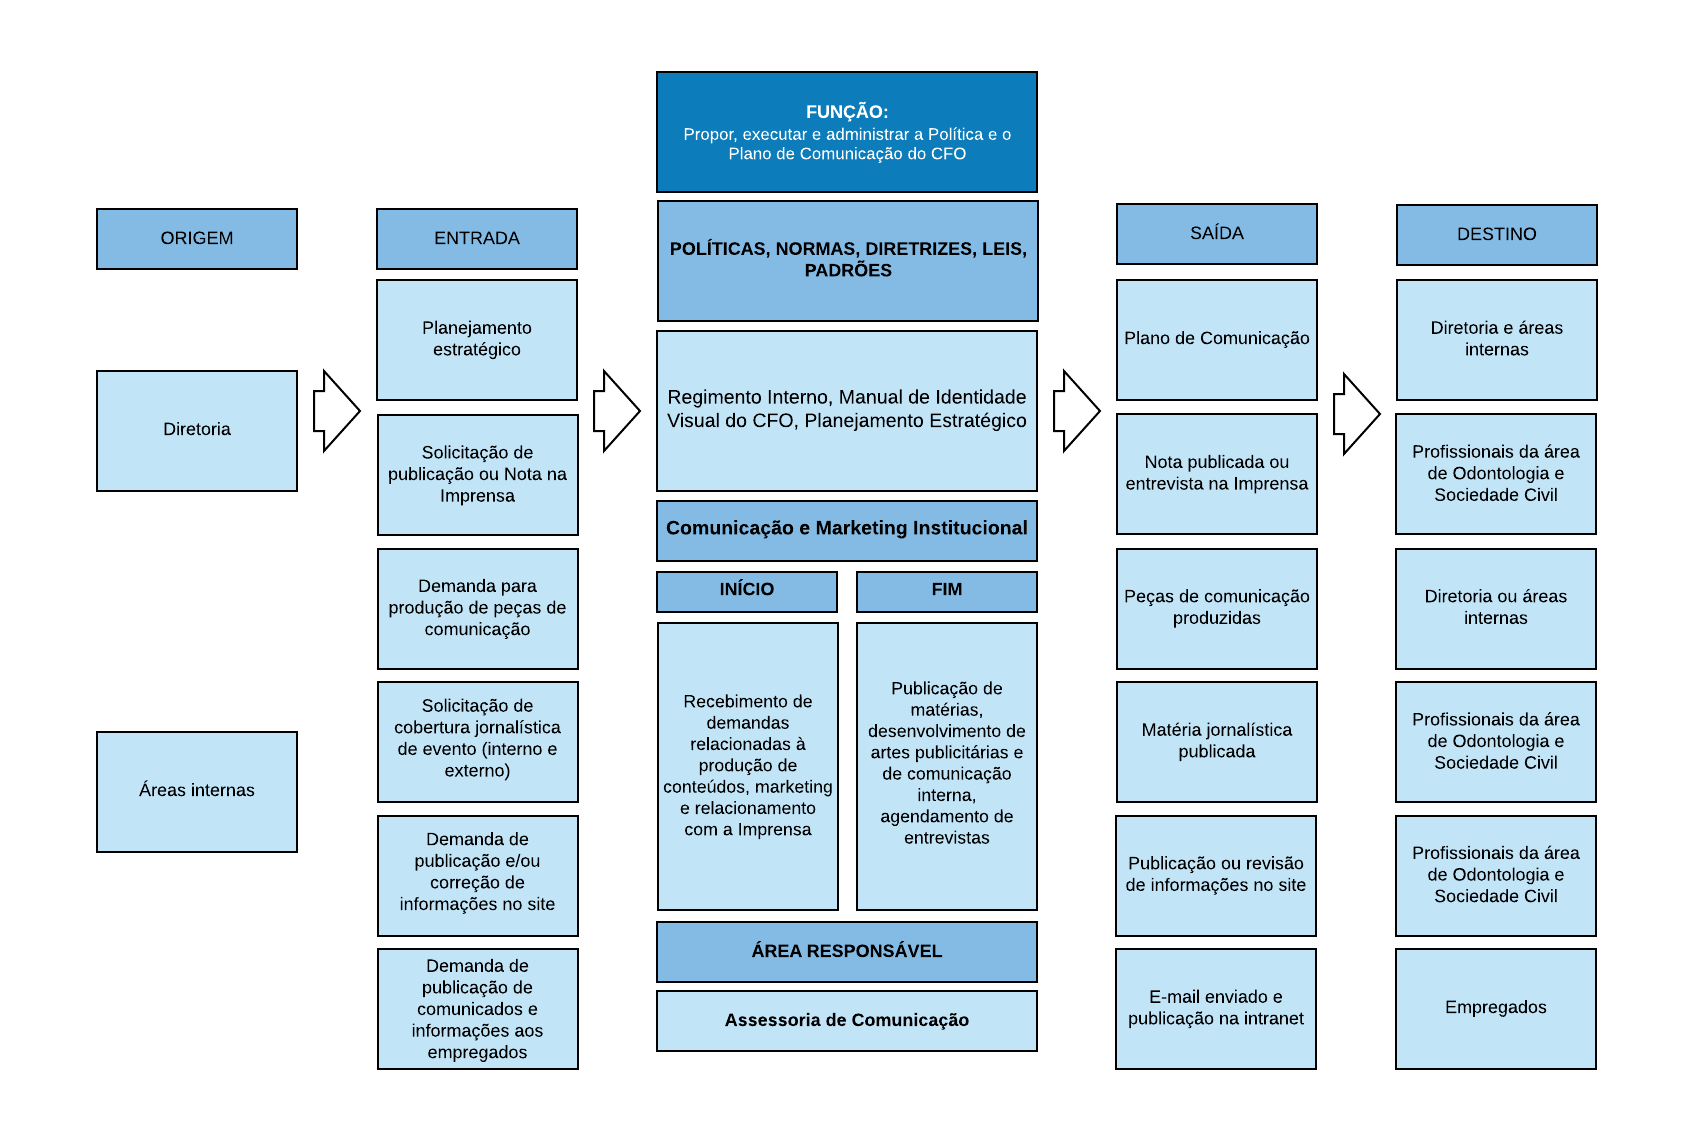 FUNÇÃO:
Propor, executar e administrar a Política e o
Plano de Comunicação do CFO
ORIGEM
Diretoria
Áreas internas
ENTRADA
Planejamento
estratégico
Solicitação de
publicação ou Nota na
Imprensa
Demanda para
produção de peças de
comunicação
Solicitação de
cobertura jornalística
de evento (interno e
externo)
Demanda de
publicação e/ou
correção de
informações no site
Demanda de
publicação de
comunicados e
informações aos
empregados
POLÍTICAS, NORMAS, DIRETRIZES, LEIS,
PADRÕES
Regimento Interno, Manual de Identidade
Visual do CFO, Planejamento Estratégico
Comunicação e Marketing Institucional
INÍCIO
Recebimento de
demandas
relacionadas à
produção de
conteúdos, marketing
e relacionamento
com a Imprensa
FIM
Publicação de
matérias,
desenvolvimento de
artes publicitárias e
de comunicação
interna,
agendamento de
entrevistas
ÁREA RESPONSÁVEL
Assessoria de Comunicação
SAÍDA
Plano de Comunicação
Nota publicada ou
entrevista na Imprensa
Peças de comunicação
produzidas
Matéria jornalística
publicada
Publicação ou revisão
de informações no site
E-mail enviado e
publicação na intranet
DESTINO
Diretoria e áreas
internas
Profissionais da área
de Odontologia e
Sociedade Civil
Diretoria ou áreas
internas
Profissionais da área
de Odontologia e
Sociedade Civil
Profissionais da área
de Odontologia e
Sociedade Civil
Empregados